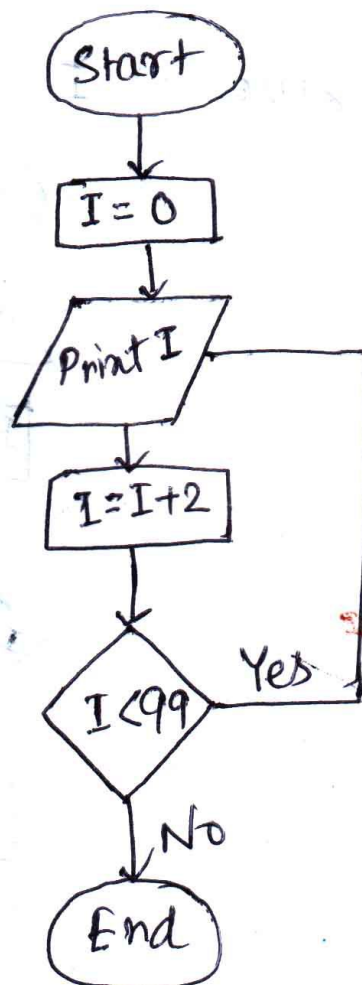 Start
I = 0
Print I
I = I+2
I<99
Yes
No
End